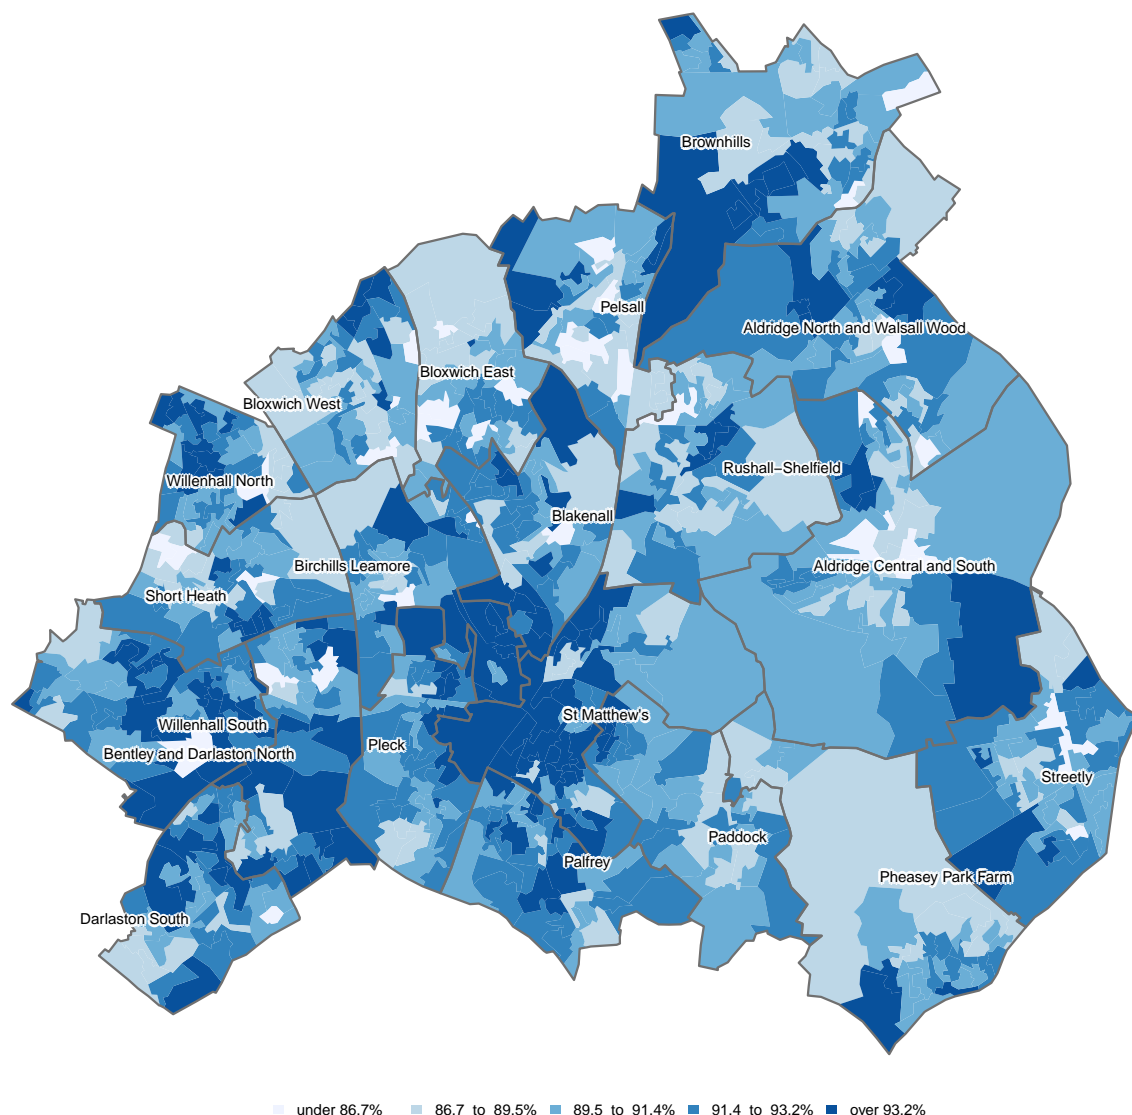 Brownhills
Pelsall
Aldridge North and Walsall Wood
Bloxwich East
Bloxwich West
Rushall−Shelfield
Willenhall North
Blakenall
Birchills Leamore
Aldridge Central and South
Short Heath
St Matthew's
Willenhall South
Pleck
Bentley and Darlaston North
Streetly
Paddock
Palfrey
Pheasey Park Farm
Darlaston South
under 86.7% 86.7 to 89.5% 89.5 to 91.4% 91.4 to 93.2% over 93.2%